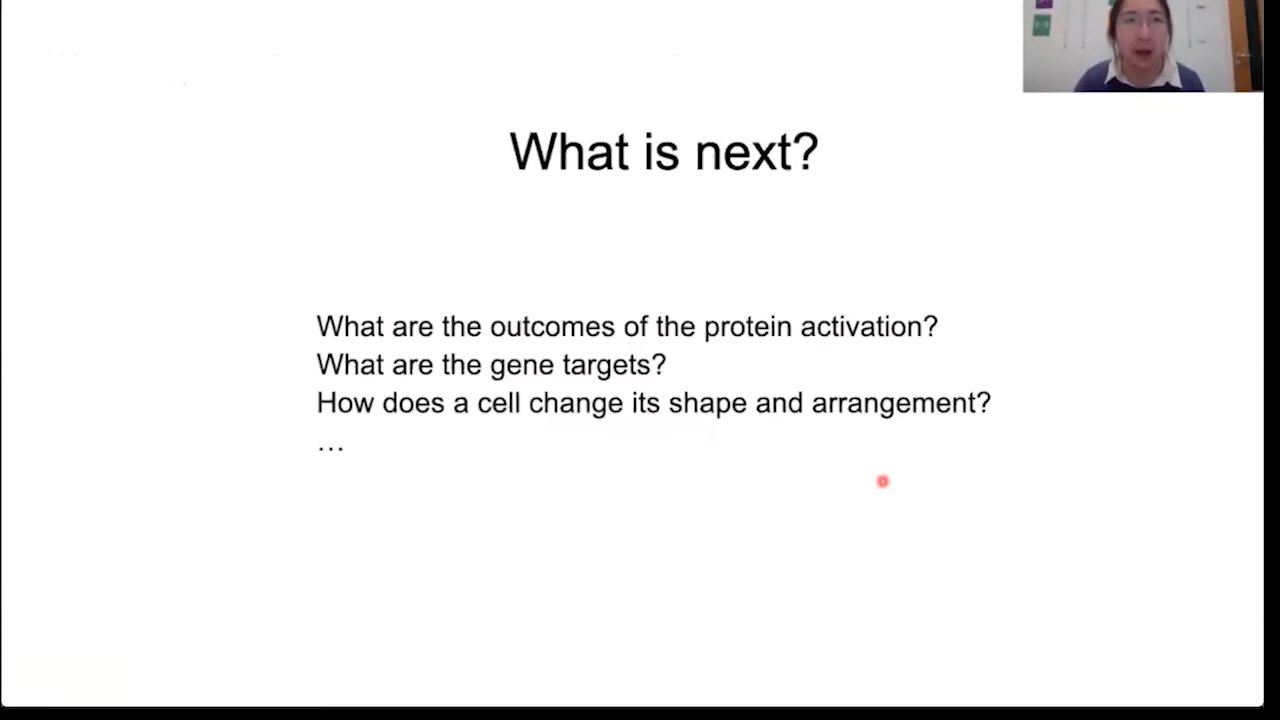 What is next?
What are the outcomes of the protein activation?
What are the gene targets?
How does a cell change its shape and arrangement?
…